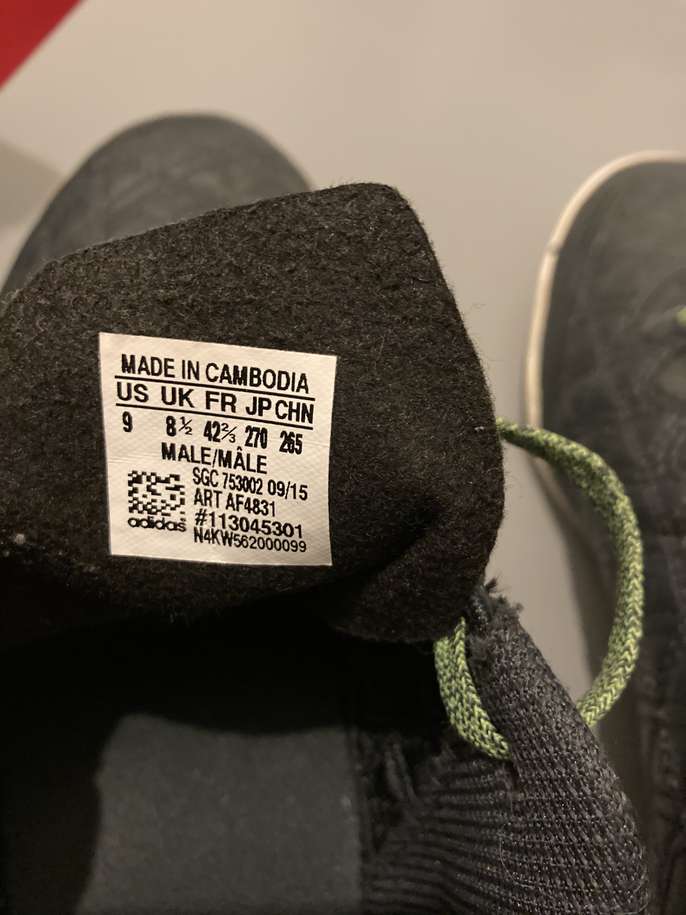 MADE IN CAMBODIA
US UK FR JP CHN
9 8½ 42⅔ 270 265
MALE/MÂLE
SGC 753002 09/15
ART AF4831
#113045301
adidas
N4KW562000099